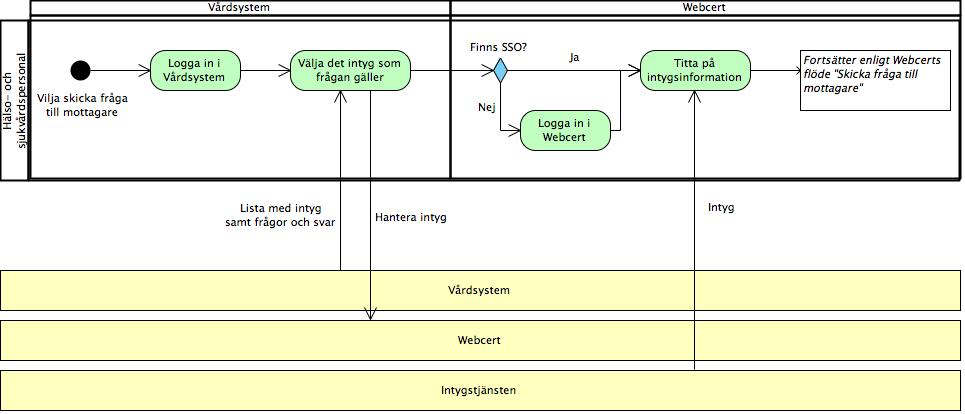 Vårdsystem
Webcert
Hälso- och
sjukvårdspersonal
Vilja skicka fråga
till mottagare
Logga in i
Vårdsystem
Välja det intyg som
frågan gäller
Finns SSO?
Ja
Nej
Logga in i
Webcert
Titta på
intygsinformation
Fortsätter enligt Webcerts
flöde "Skicka fråga till
mottagare"
Lista med intyg
samt frågor och svar
Hantera intyg
Intyg
Vårdsystem
Webcert
Intygstjänsten